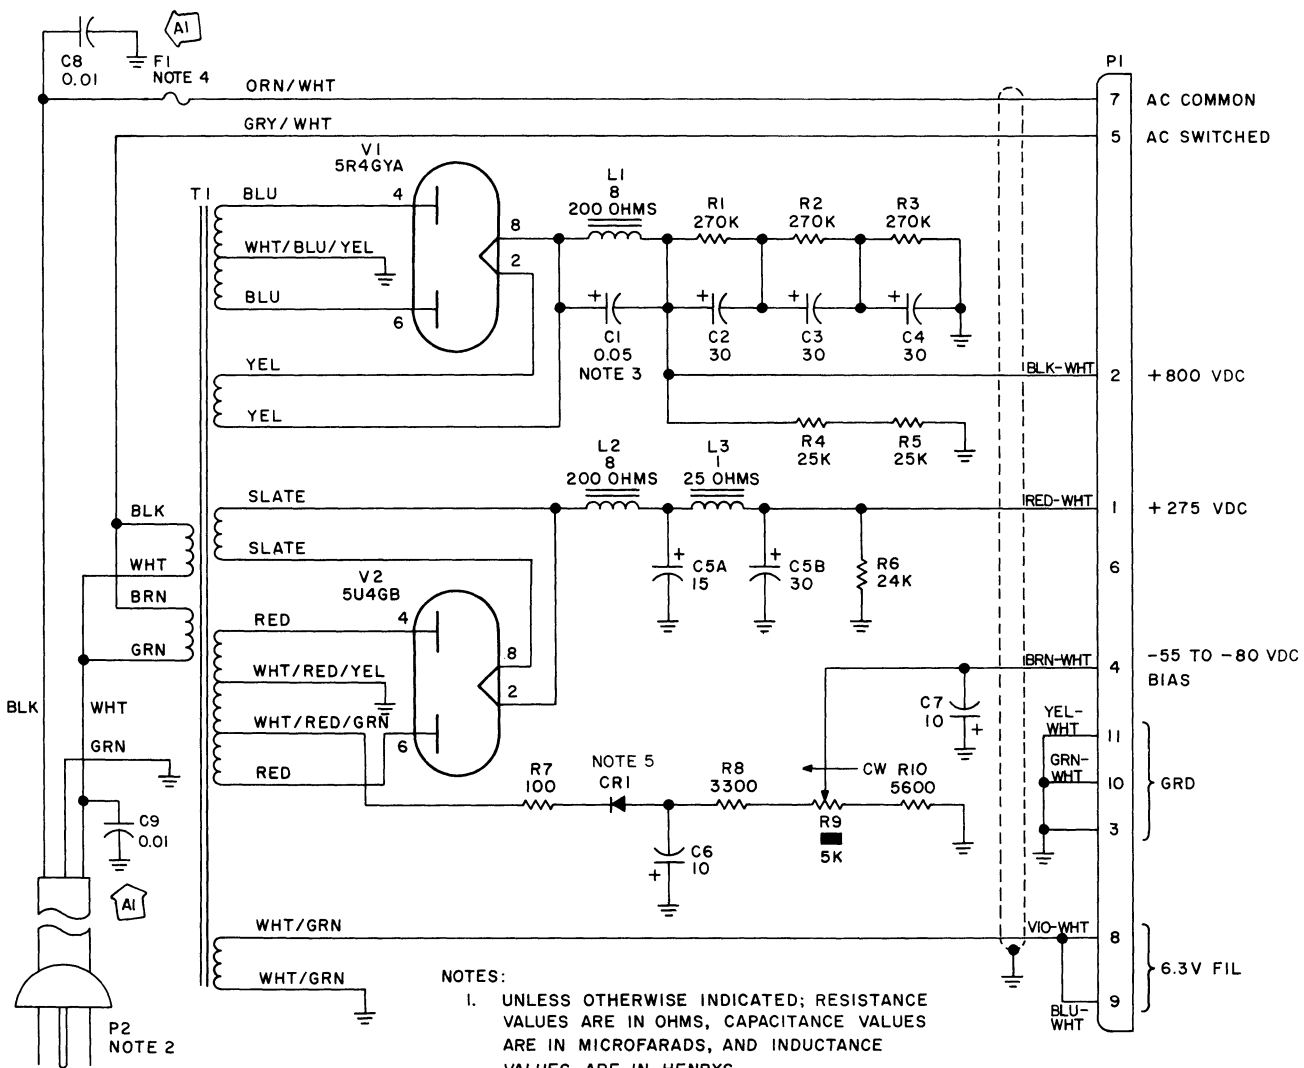 A1
C8
0.01
F1
NOTE 4
ORN/WHT
GRY/WHT
P1
7 AC COMMON
5 AC SWITCHED
V1
5R4GYA
T1
BLU
4
WHT/BLU/YEL
BLU
6
8
2
L1
8
200 OHMS
R1
270K
R2
270K
R3
270K
+
C1
0.05
NOTE 3
+
C2
30
+
C3
30
+
C4
30
YEL
YEL
BLK-WHT
2 +800 VDC
R4
25K
R5
25K
L2
8
200 OHMS
L3
1
25 OHMS
SLATE
SLATE
RED-WHT
1 +275 VDC
6
BLK
WHT
BRN
GRN
V2
5U4GB
+
C5A
15
+
C5B
30
R6
24K
RED
4
WHT/RED/YEL
WHT/RED/GRN
6
RED
8
2
BRN-WHT
4
-55 TO -80 VDC
BIAS
C7
10
+
BLK
WHT
GRN
YEL-
WHT
11
GRN-
WHT
10
GRD
3
NOTE 5
R7
100
CR1
R8
3300
CW
R10
5600
R9
5K
C6
10
+
C9
0.01
A1
WHT/GRN
WHT/GRN
VIO-WHT
8
6.3V FIL
9
BLU-
WHT
P2
NOTE 2
NOTES:
1. UNLESS OTHERWISE INDICATED; RESISTANCE
VALUES ARE IN OHMS, CAPACITANCE VALUES
ARE IN MICROFARADS, AND INDUCTANCE
VALUES ARE IN HENRYS